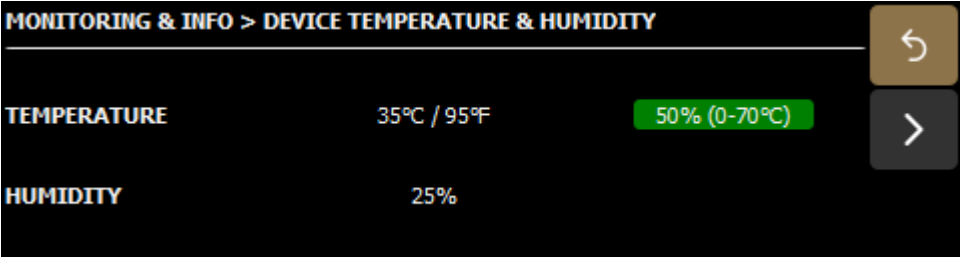 MONITORING & INFO > DEVICE TEMPERATURE & HUMIDITY
TEMPERATURE 35°C / 95°F 50% (0-70°C)
HUMIDITY 25%